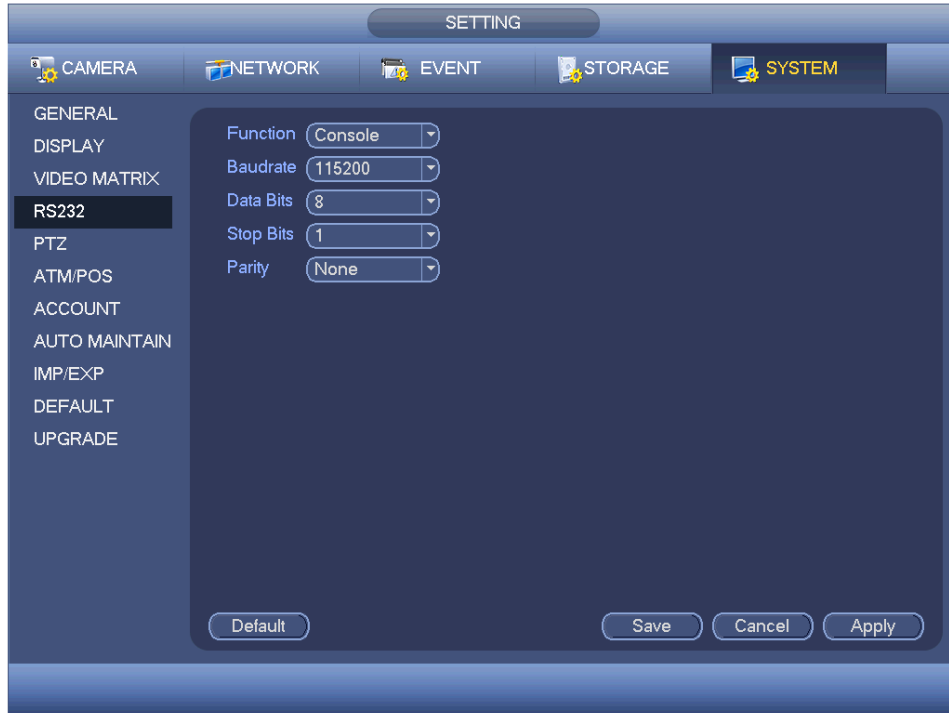 SETTING
CAMERA NETWORK EVENT STORAGE SYSTEM
GENERAL
DISPLAY
VIDEO MATRIX
RS232
PTZ
ATM/POS
ACCOUNT
AUTO MAINTAIN
IMP/EXP
DEFAULT
UPGRADE
Function Console
Baudrate 115200
Data Bits 8
Stop Bits 1
Parity None
Default Save Cancel Apply